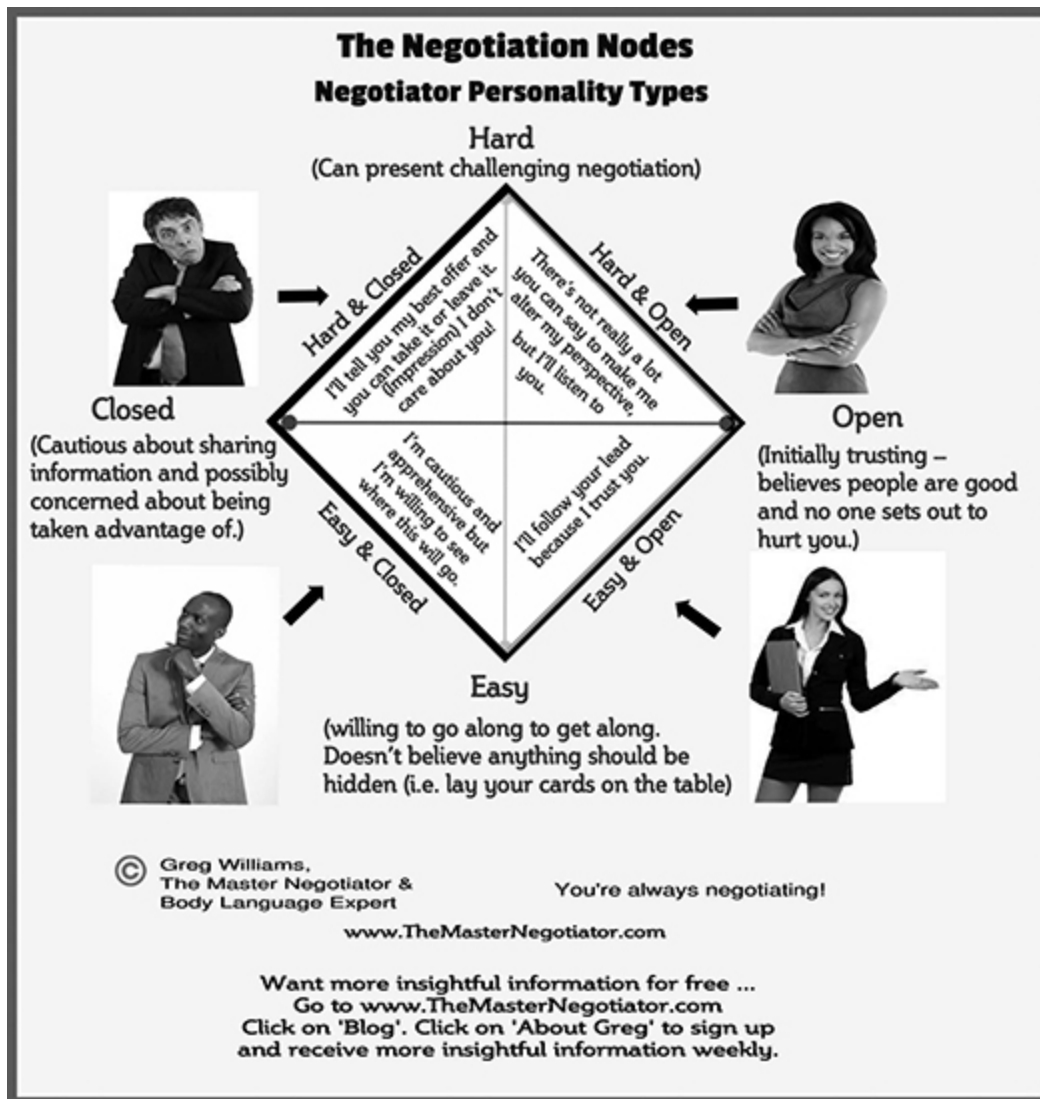 The Negotiation Nodes
Negotiator Personality Types
Hard
(Can present challenging negotiation)
Hard & Closed
I'll tell you my best offer and
you can take it or leave it.
(Impression) I don't
care about you!
Hard & Open
There's not really a lot
you can say to make me
alter my perspective,
but I'll listen to
you.
Closed
(Cautious about sharing
information and possibly
concerned about being
taken advantage of.)
Open
(Initially trusting –
believes people are good
and no one sets out to
hurt you.)
Easy & Closed
I'm cautious and
apprehensive but
I'm willing to see
where this will go.
Easy & Open
I'll follow your lead
because I trust you.
Easy
(willing to go along to get along.
Doesn't believe anything should be
hidden (i.e. lay your cards on the table)
© Greg Williams,
The Master Negotiator &
Body Language Expert
You're always negotiating!
www.TheMasterNegotiator.com
Want more insightful information for free ...
Go to www.TheMasterNegotiator.com
Click on 'Blog'. Click on 'About Greg' to sign up
and receive more insightful information weekly.